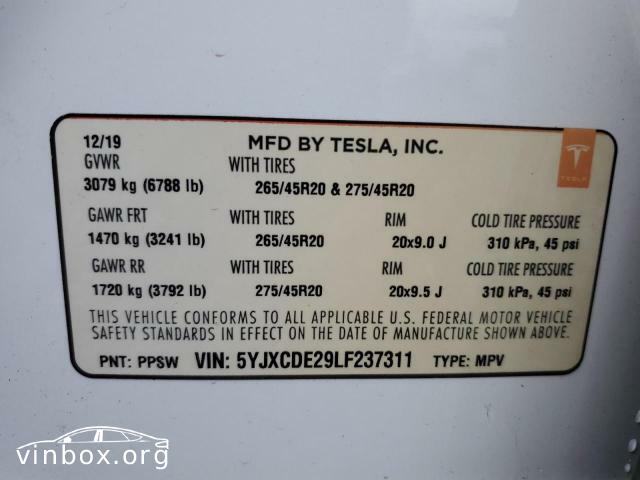 12/19 MFD BY TESLA, INC.
GVWR WITH TIRES
3079 kg (6788 lb) 265/45R20 & 275/45R20
TESLA
GAWR FRT WITH TIRES RIM COLD TIRE PRESSURE
1470 kg (3241 lb) 265/45R20 20x9.0 J 310 kPa, 45 psi
GAWR RR WITH TIRES RIM COLD TIRE PRESSURE
1720 kg (3792 lb) 275/45R20 20x9.5 J 310 kPa, 45 psi
THIS VEHICLE CONFORMS TO ALL APPLICABLE U.S. FEDERAL MOTOR VEHICLE
SAFETY STANDARDS IN EFFECT ON THE DATE OF MANUFACTURE SHOWN ABOVE.
PNT: PPSW VIN: 5YJXCDE29LF237311 TYPE: MPV
vinbox.org